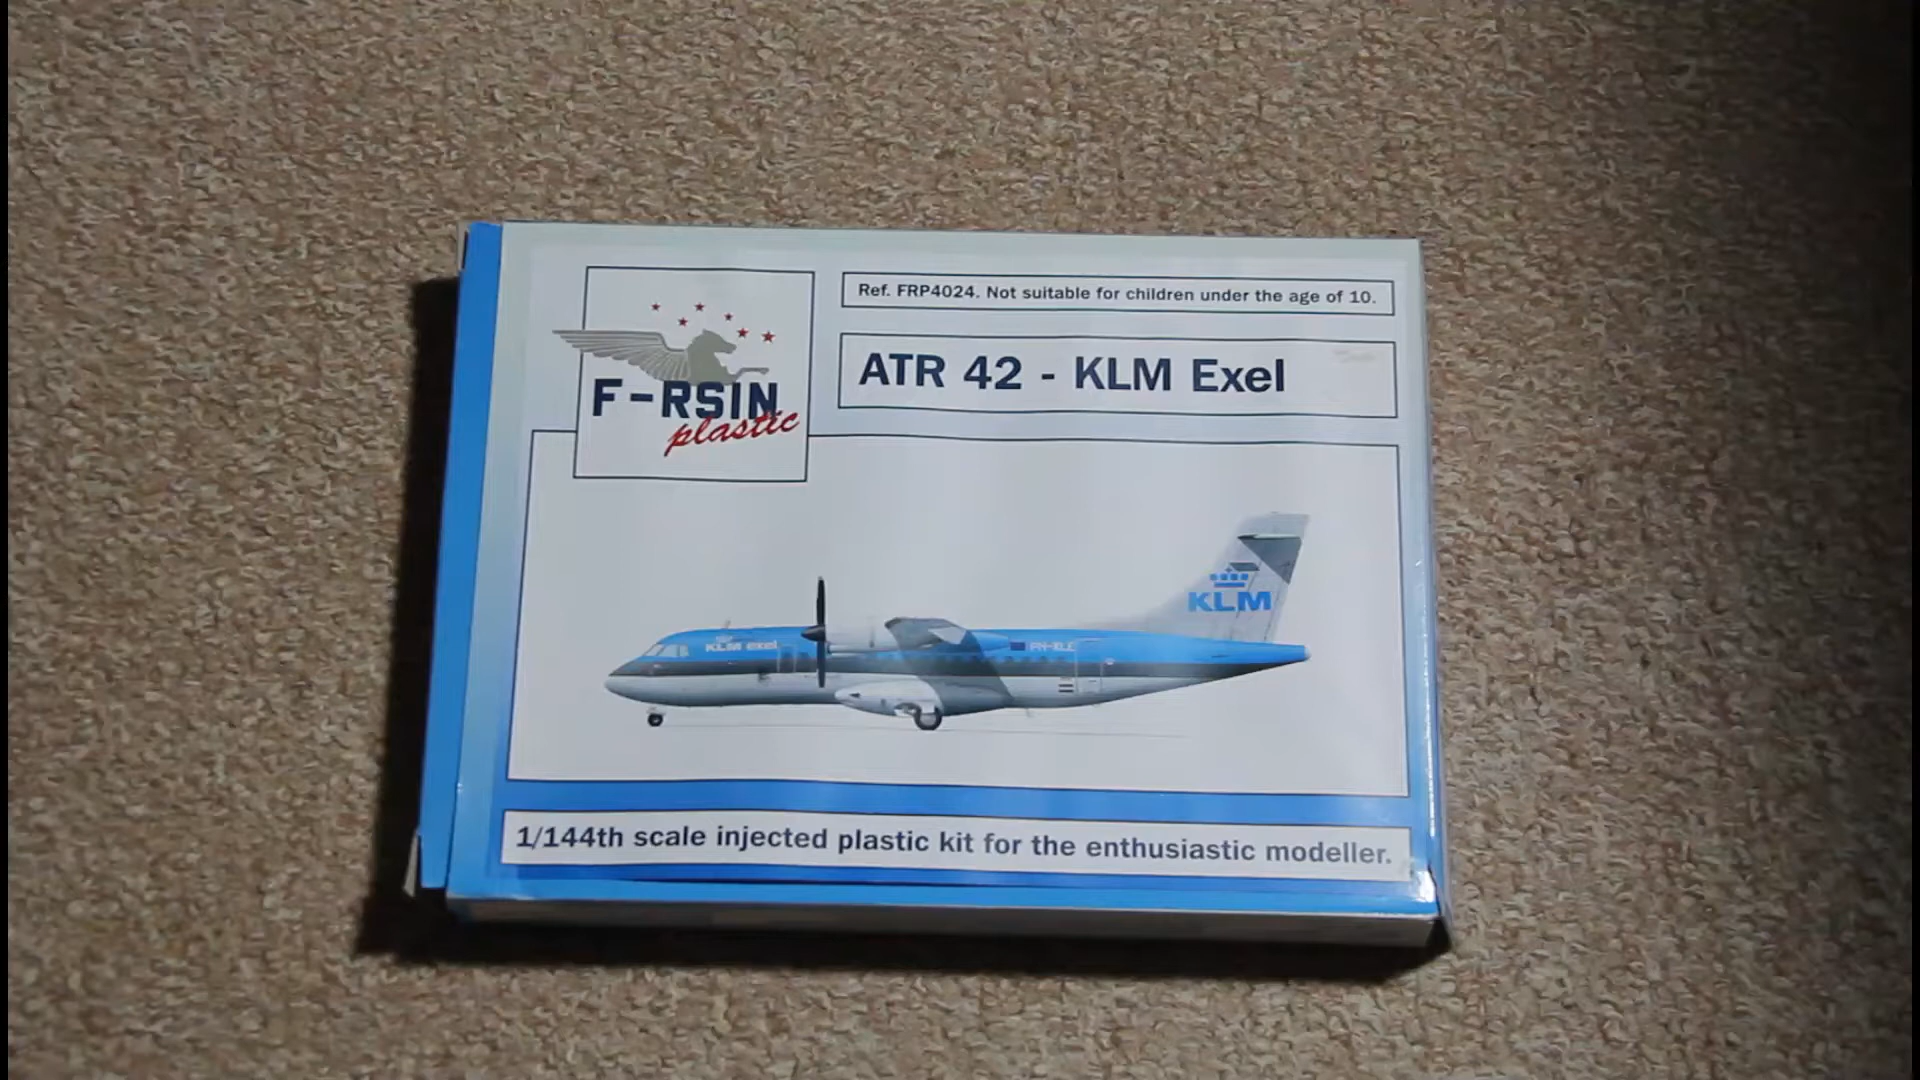 F-RSIN
plastic
Ref. FRP4024. Not suitable for children under the age of 10.
ATR 42 - KLM Exel
KLM
KLM exel
1/144th scale injected plastic kit for the enthusiastic modeller.